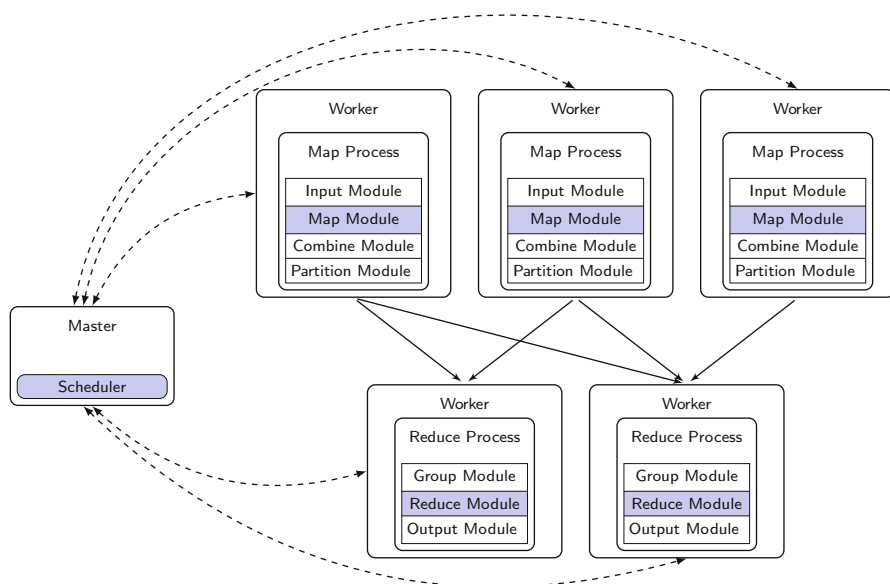 Worker
Map Process
Input Module
Map Module
Combine Module
Partition Module
Worker
Map Process
Input Module
Map Module
Combine Module
Partition Module
Worker
Map Process
Input Module
Map Module
Combine Module
Partition Module
Master
Scheduler
Worker
Reduce Process
Group Module
Reduce Module
Output Module
Worker
Reduce Process
Group Module
Reduce Module
Output Module